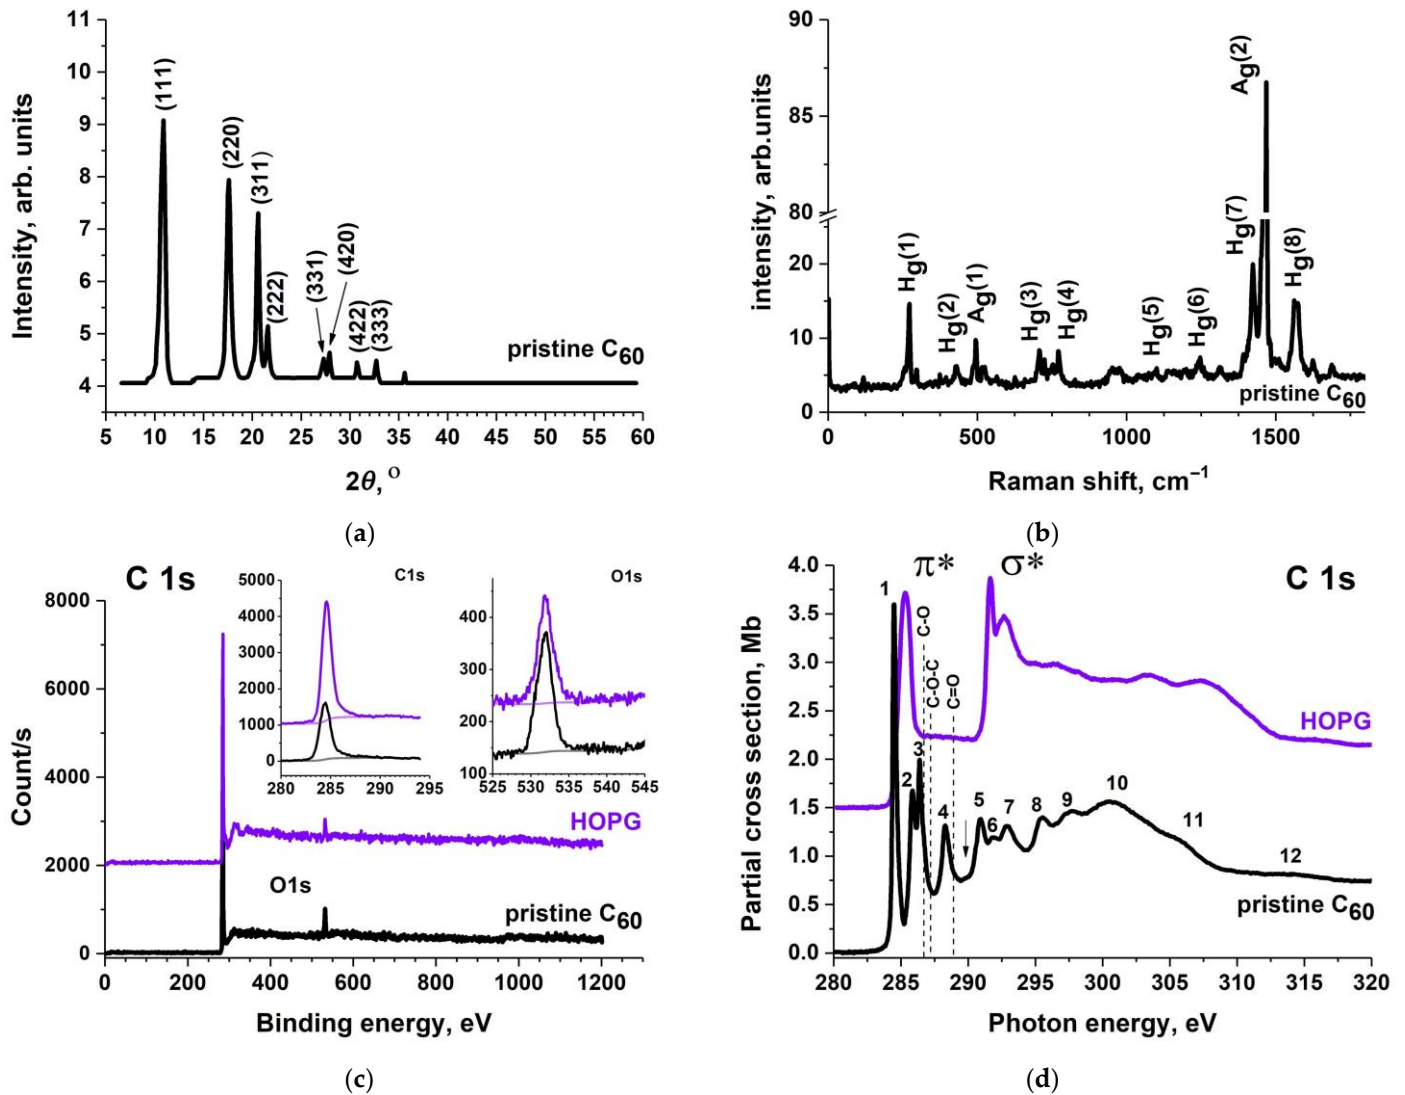 11
10
9
8
7
6
5
4
Intensity, arb. units
(111)
(220)
(311)
(222)
(331)
(420)
(422)
(333)
pristine C60
5 10 15 20 25 30 35 40 45 50 55 60
2θ, °
(a)
90
85
80
20
10
0
intensity, arb.units
Hg(1)
Hg(2)
Ag(1)
Hg(3)
Hg(4)
Hg(5)
Hg(6)
Hg(7)
Ag(2)
Hg(8)
pristine C60
0 500 1000 1500
Raman shift, cm−1
(b)
C 1s
8000
6000
4000
2000
0
Count/s
C1s
5000
4000
3000
2000
1000
0
280 285 290 295
O1s
400
300
200
100
525 530 535 540 545
HOPG
O1s
pristine C60
0 200 400 600 800 1000 1200
Binding energy, eV
(c)
4.0
3.5
3.0
2.5
2.0
1.5
1.0
0.5
0.0
Partial cross section, Mb
π*
σ*
C 1s
C-O
C-O-C
C=O
HOPG
1
2
3
4
5
6
7
8
9
10
11
12
pristine C60
280 285 290 295 300 305 310 315 320
Photon energy, eV
(d)